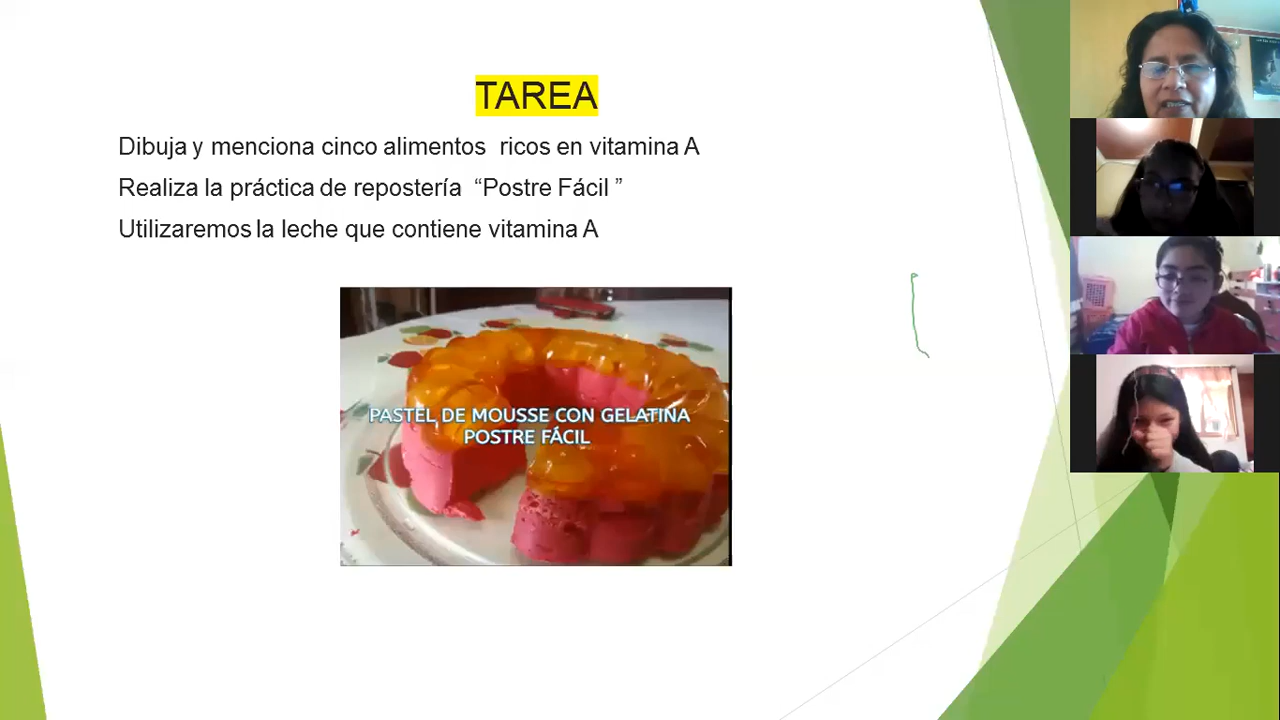 TAREA
Dibuja y menciona cinco alimentos ricos en vitamina A
Realiza la práctica de repostería “Postre Fácil ”
Utilizaremos la leche que contiene vitamina A
PASTEL DE MOUSSE CON GELATINA
POSTRE FÁCIL